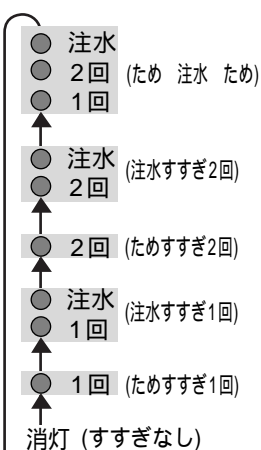 注水
2回 (ため 注水 ため)
1回
注水
2回 (注水すすぎ2回)
2回 (ためすすぎ2回)
注水
1回 (注水すすぎ1回)
1回 (ためすすぎ1回)
消灯 (すすぎなし)